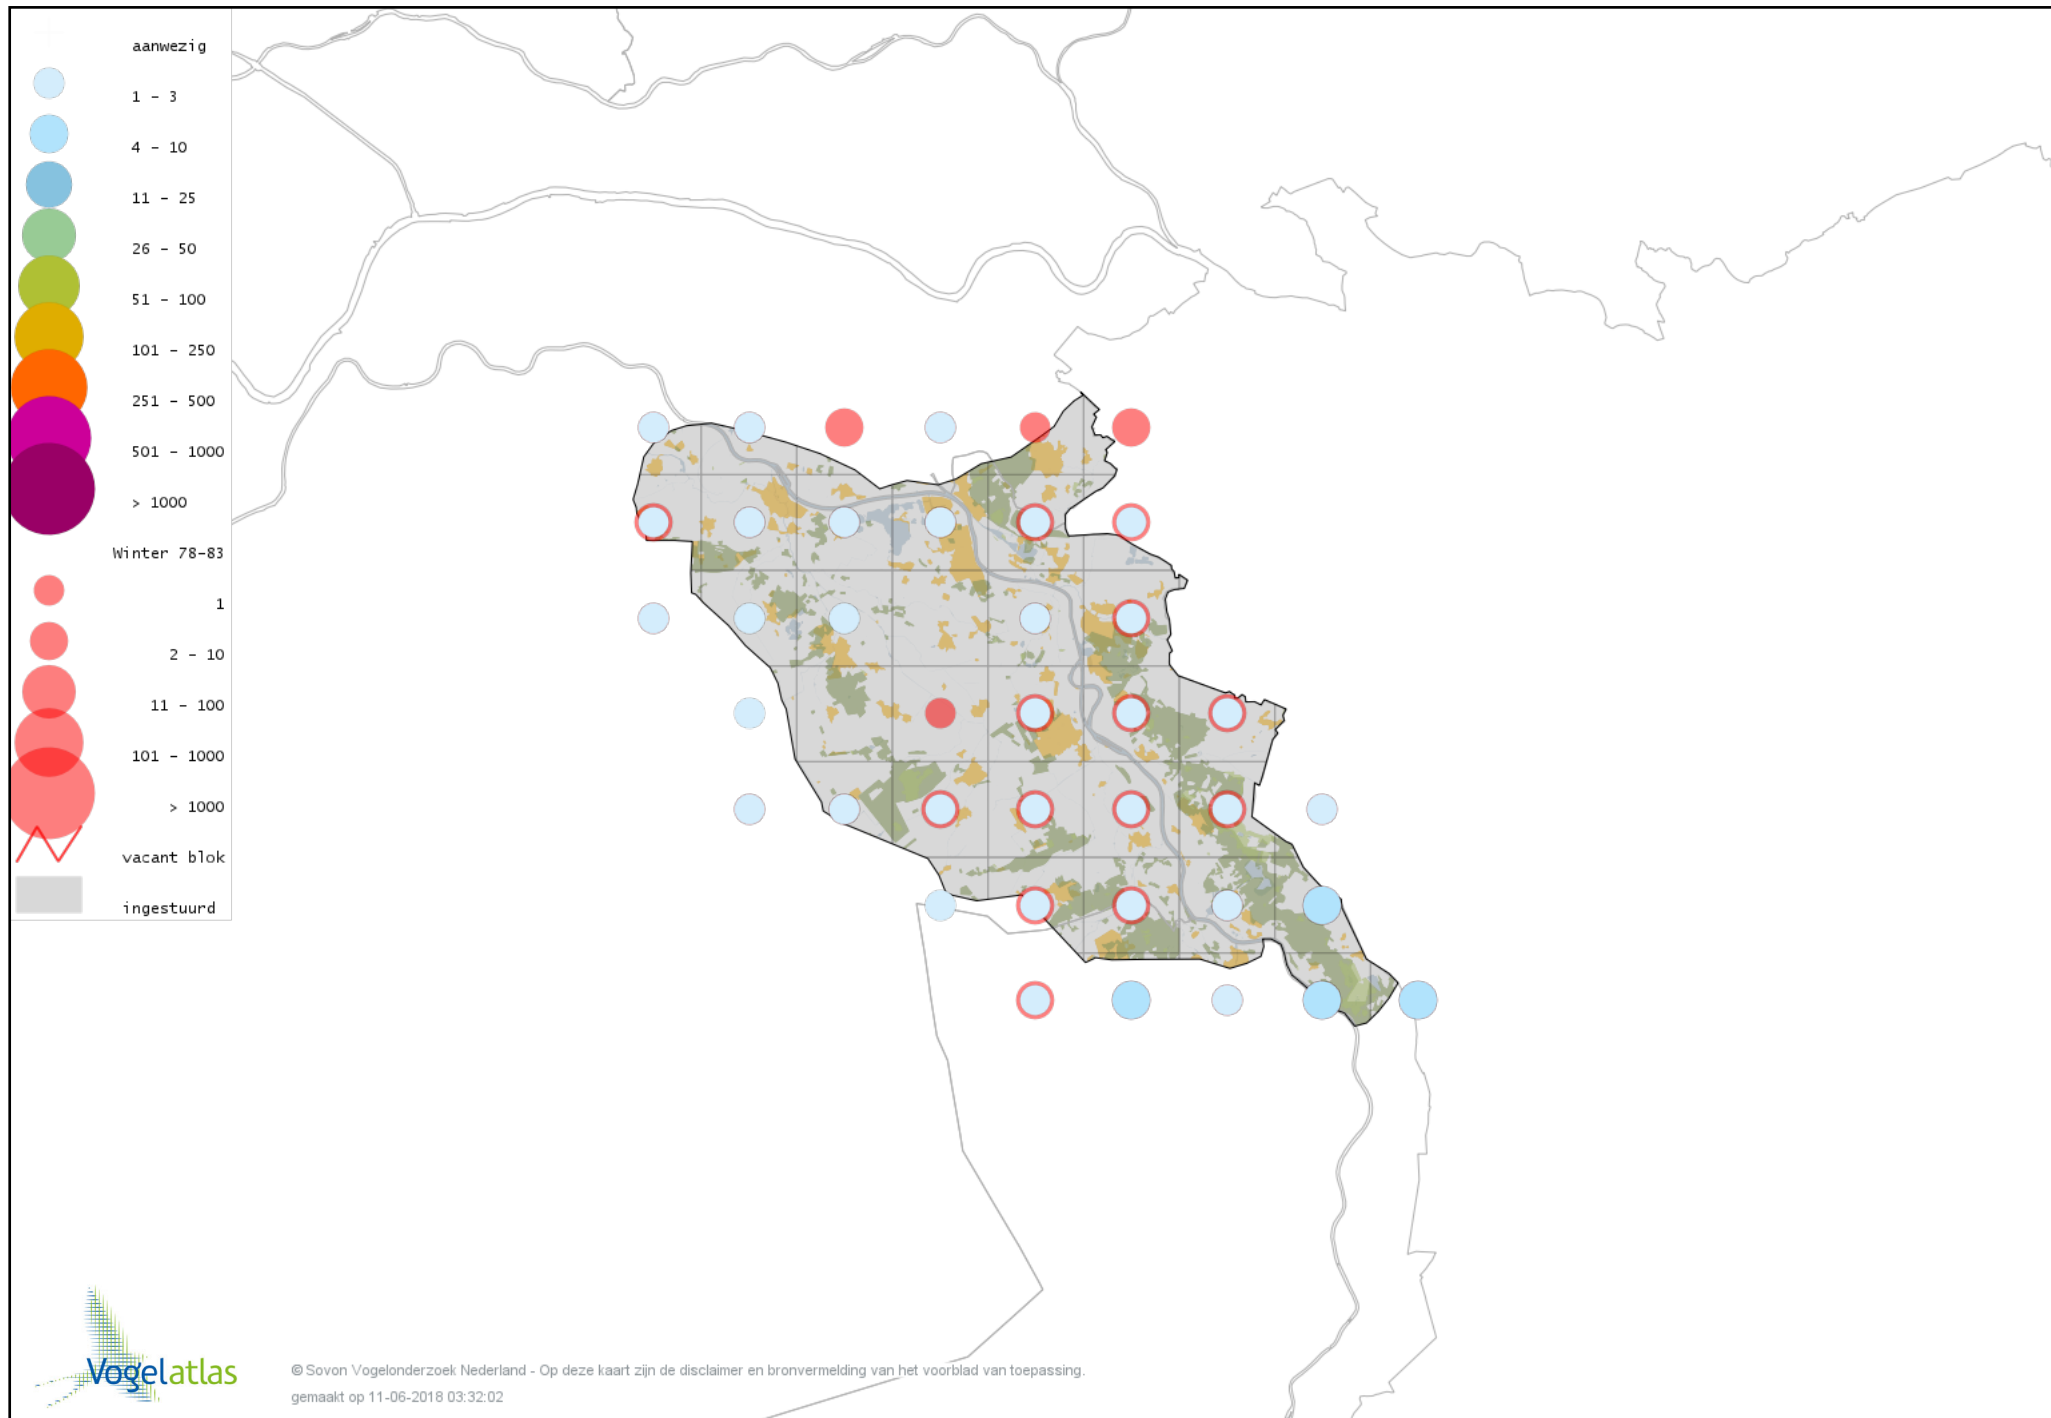 aanwezig
1 - 3
4 - 10
11 - 25
26 - 50
51 - 100
101 - 250
251 - 500
501 - 1000
> 1000
Winter 78-83
1
2 - 10
11 - 100
101 - 1000
> 1000
vacant blok
ingestuurd
Vogelatlas
© Sovon Vogelonderzoek Nederland - Op deze kaart zijn de disclaimer en bronvermelding van het voorblad van toepassing.
gemaakt op 11-06-2018 03:32:02